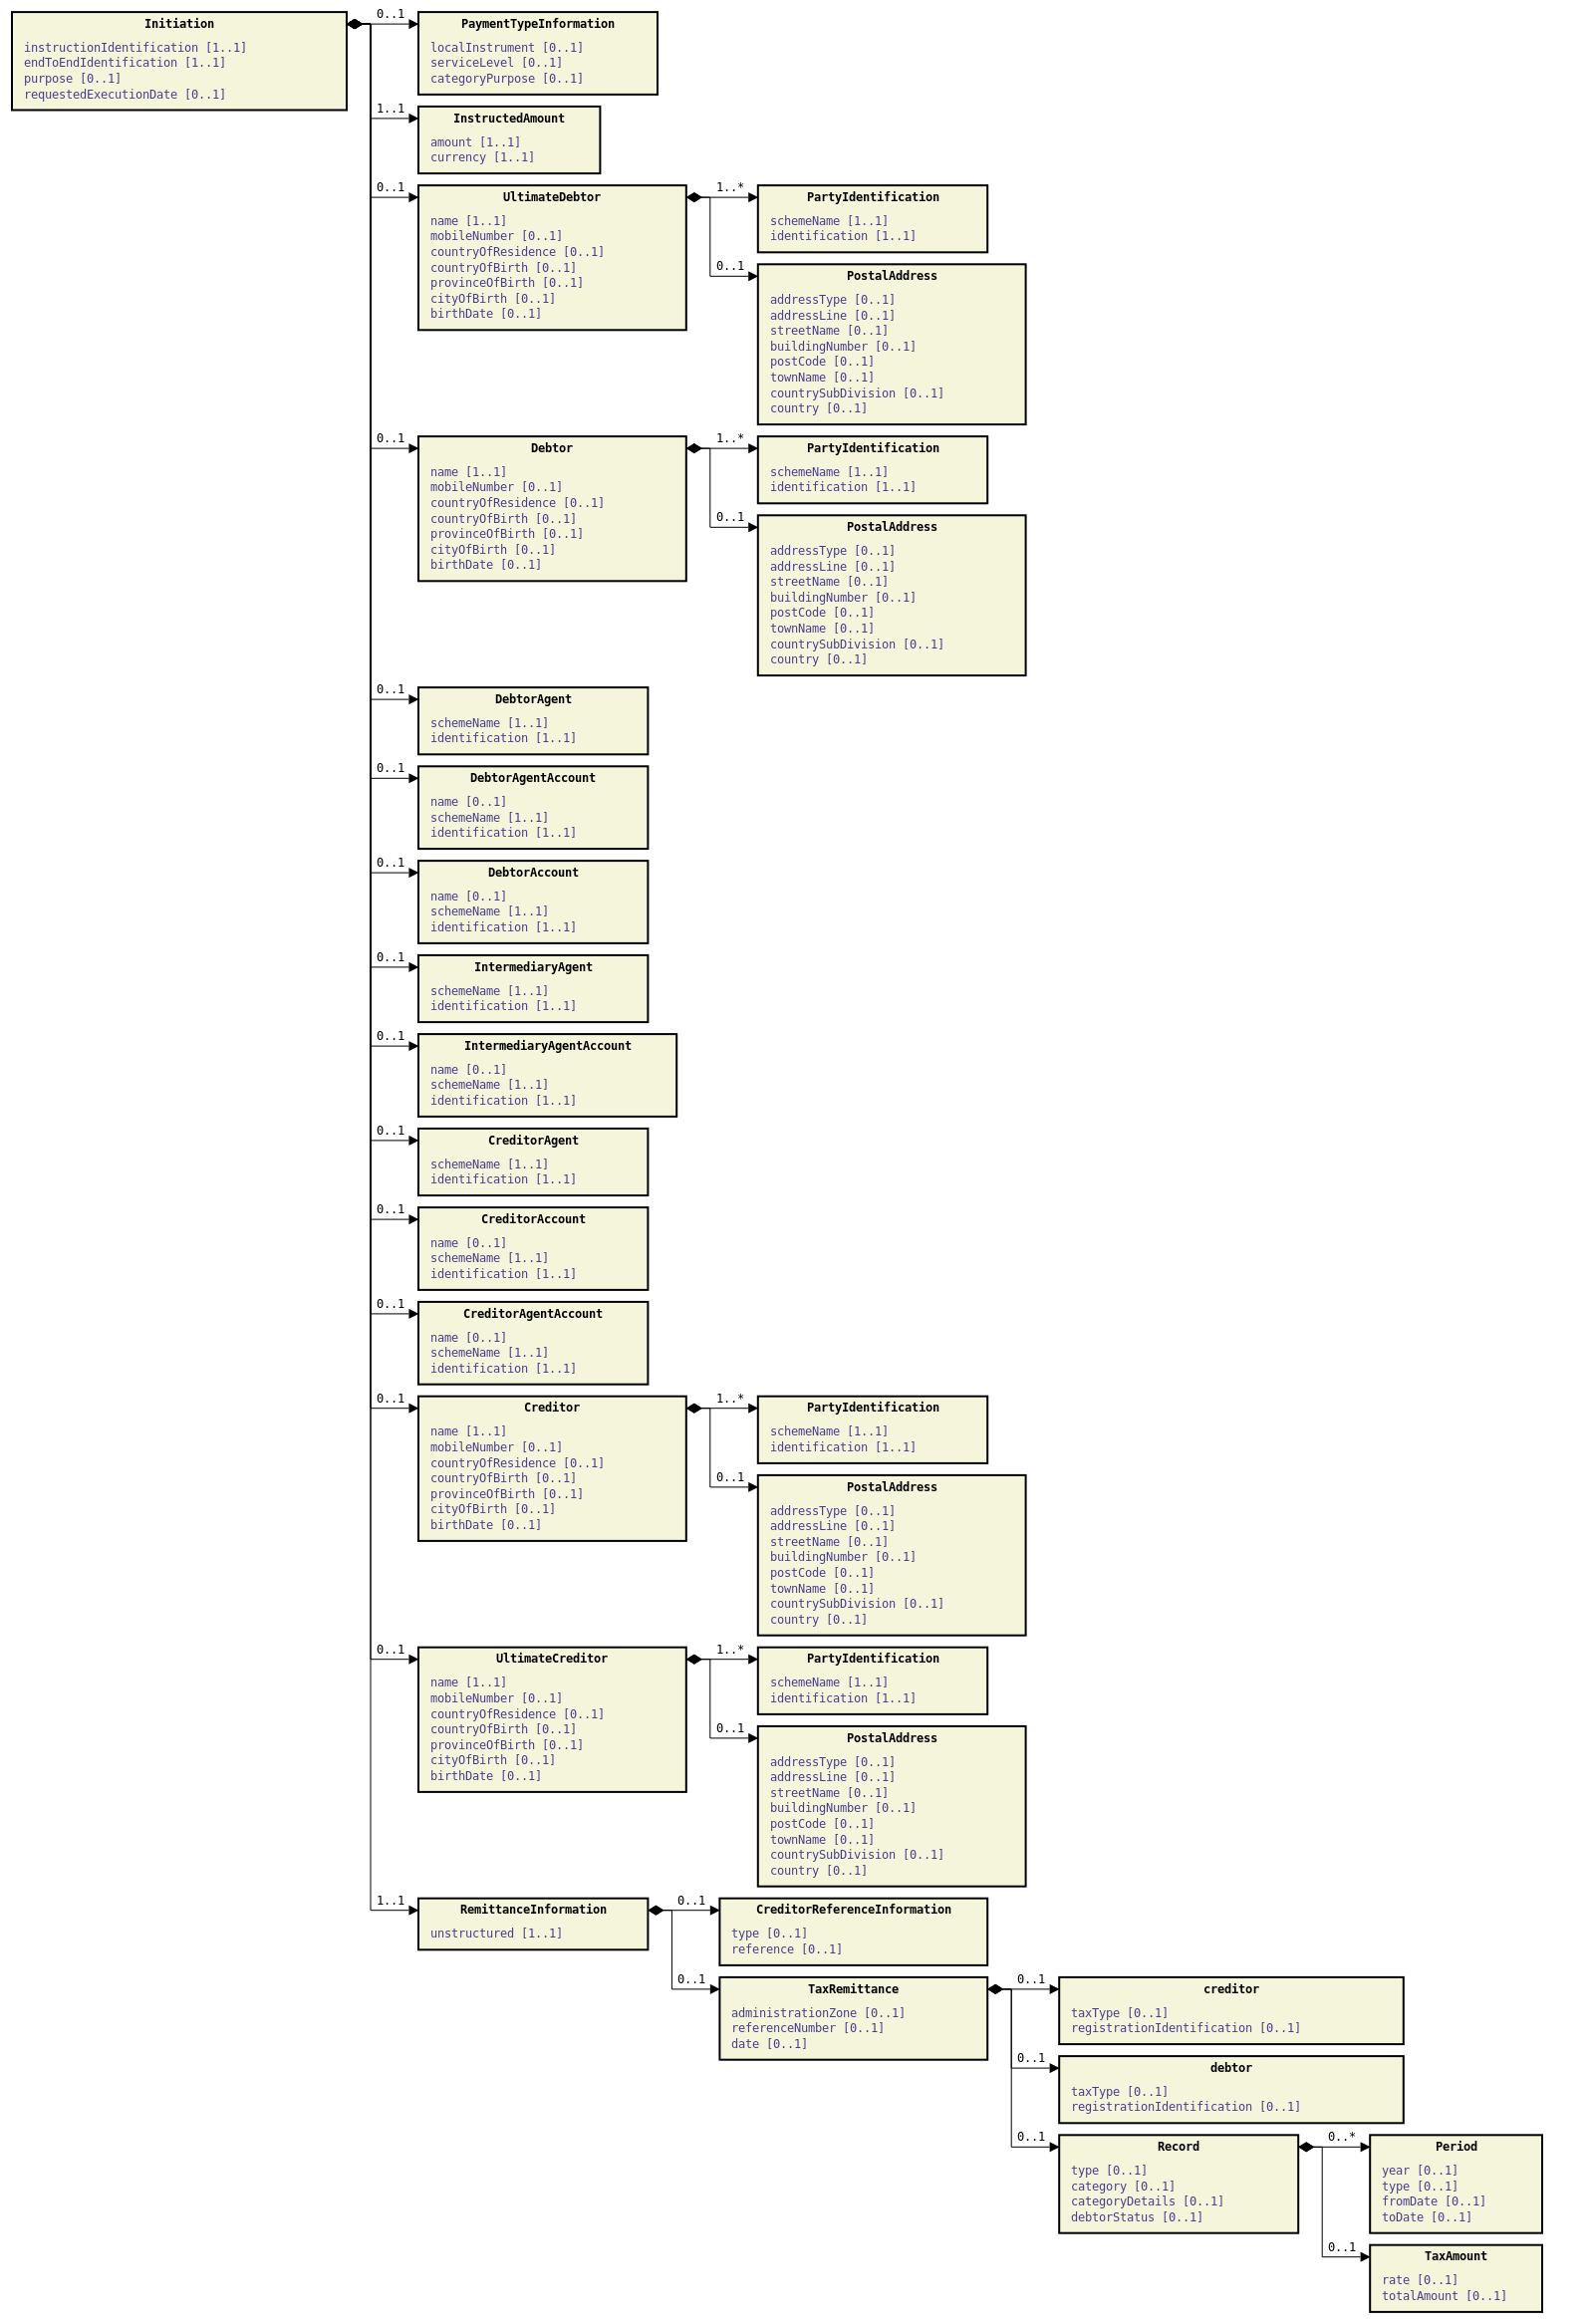 Initiation
instructionIdentification [1..1]
endToEndIdentification [1..1]
purpose [0..1]
requestedExecutionDate [0..1]
0..1
PaymentTypeInformation
localInstrument [0..1]
serviceLevel [0..1]
categoryPurpose [0..1]
1..1
InstructedAmount
amount [1..1]
currency [1..1]
0..1
UltimateDebtor
name [1..1]
mobileNumber [0..1]
countryOfResidence [0..1]
countryOfBirth [0..1]
provinceOfBirth [0..1]
cityOfBirth [0..1]
birthDate [0..1]
1..*
PartyIdentification
schemeName [1..1]
identification [1..1]
0..1
PostalAddress
addressType [0..1]
addressLine [0..1]
streetName [0..1]
buildingNumber [0..1]
postCode [0..1]
townName [0..1]
countrySubDivision [0..1]
country [0..1]
0..1
Debtor
name [1..1]
mobileNumber [0..1]
countryOfResidence [0..1]
countryOfBirth [0..1]
provinceOfBirth [0..1]
cityOfBirth [0..1]
birthDate [0..1]
1..*
PartyIdentification
schemeName [1..1]
identification [1..1]
0..1
PostalAddress
addressType [0..1]
addressLine [0..1]
streetName [0..1]
buildingNumber [0..1]
postCode [0..1]
townName [0..1]
countrySubDivision [0..1]
country [0..1]
0..1
DebtorAgent
schemeName [1..1]
identification [1..1]
0..1
DebtorAgentAccount
name [0..1]
schemeName [1..1]
identification [1..1]
0..1
DebtorAccount
name [0..1]
schemeName [1..1]
identification [1..1]
0..1
IntermediaryAgent
schemeName [1..1]
identification [1..1]
0..1
IntermediaryAgentAccount
name [0..1]
schemeName [1..1]
identification [1..1]
0..1
CreditorAgent
schemeName [1..1]
identification [1..1]
0..1
CreditorAccount
name [0..1]
schemeName [1..1]
identification [1..1]
0..1
CreditorAgentAccount
name [0..1]
schemeName [1..1]
identification [1..1]
0..1
Creditor
name [1..1]
mobileNumber [0..1]
countryOfResidence [0..1]
countryOfBirth [0..1]
provinceOfBirth [0..1]
cityOfBirth [0..1]
birthDate [0..1]
1..*
PartyIdentification
schemeName [1..1]
identification [1..1]
0..1
PostalAddress
addressType [0..1]
addressLine [0..1]
streetName [0..1]
buildingNumber [0..1]
postCode [0..1]
townName [0..1]
countrySubDivision [0..1]
country [0..1]
0..1
UltimateCreditor
name [1..1]
mobileNumber [0..1]
countryOfResidence [0..1]
countryOfBirth [0..1]
provinceOfBirth [0..1]
cityOfBirth [0..1]
birthDate [0..1]
1..*
PartyIdentification
schemeName [1..1]
identification [1..1]
0..1
PostalAddress
addressType [0..1]
addressLine [0..1]
streetName [0..1]
buildingNumber [0..1]
postCode [0..1]
townName [0..1]
countrySubDivision [0..1]
country [0..1]
1..1
RemittanceInformation
unstructured [1..1]
0..1
CreditorReferenceInformation
type [0..1]
reference [0..1]
0..1
TaxRemittance
administrationZone [0..1]
referenceNumber [0..1]
date [0..1]
0..1
creditor
taxType [0..1]
registrationIdentification [0..1]
0..1
debtor
taxType [0..1]
registrationIdentification [0..1]
0..1
Record
type [0..1]
category [0..1]
categoryDetails [0..1]
debtorStatus [0..1]
0..*
Period
year [0..1]
type [0..1]
fromDate [0..1]
toDate [0..1]
0..1
TaxAmount
rate [0..1]
totalAmount [0..1]